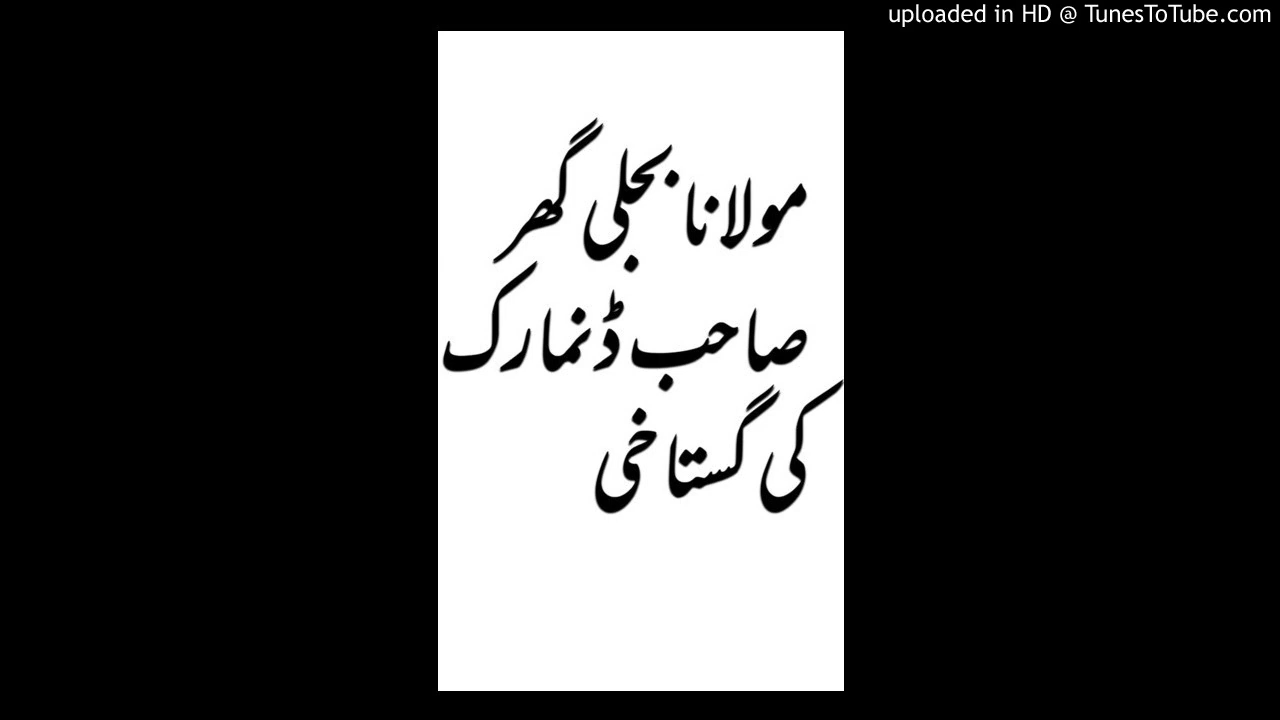 uploaded in HD @ TunesToTube.com
مولانا بجلی گھر
صاحب ڈنمارک
کی گستاخی